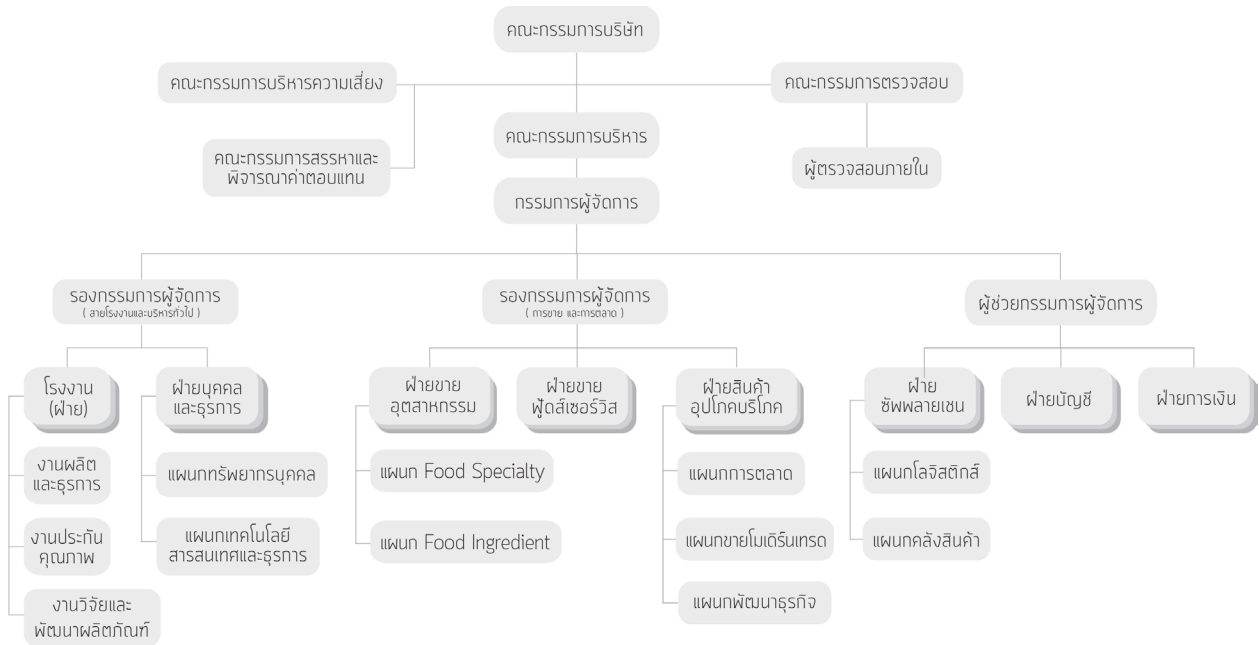 คณะกรรมการบริษัท
คณะกรรมการบริหารความเสี่ยง
คณะกรรมการตรวจสอบ
คณะกรรมการบริหาร
คณะกรรมการสรรหาและ
พิจารณาค่าตอบแทน
ผู้ตรวจสอบภายใน
กรรมการผู้จัดการ
รองกรรมการผู้จัดการ
( สายโรงงานและบริหารทั่วไป )
รองกรรมการผู้จัดการ
( การขาย และการตลาด )
ผู้ช่วยกรรมการผู้จัดการ
โรงงาน
(ฝ่าย)
ฝ่ายบุคคล
และธุรการ
ฝ่ายขาย
อุตสาหกรรม
ฝ่ายขาย
ฟู้ดส์เซอร์วิส
ฝ่ายสินค้า
อุปโภคบริโภค
ฝ่าย
ซัพพลายเชน
ฝ่ายบัญชี
ฝ่ายการเงิน
งานผลิต
และธุรการ
แผนกทรัพยากรบุคคล
แผนก Food Specialty
แผนกการตลาด
แผนกโลจิสติกส์
งานประกัน
คุณภาพ
แผนกเทคโนโลยี
สารสนเทศและธุรการ
แผนก Food Ingredient
แผนกขายโมเดิร์นเทรด
แผนกคลังสินค้า
งานวิจัยและ
พัฒนาผลิตภัณฑ์
แผนกพัฒนาธุรกิจ